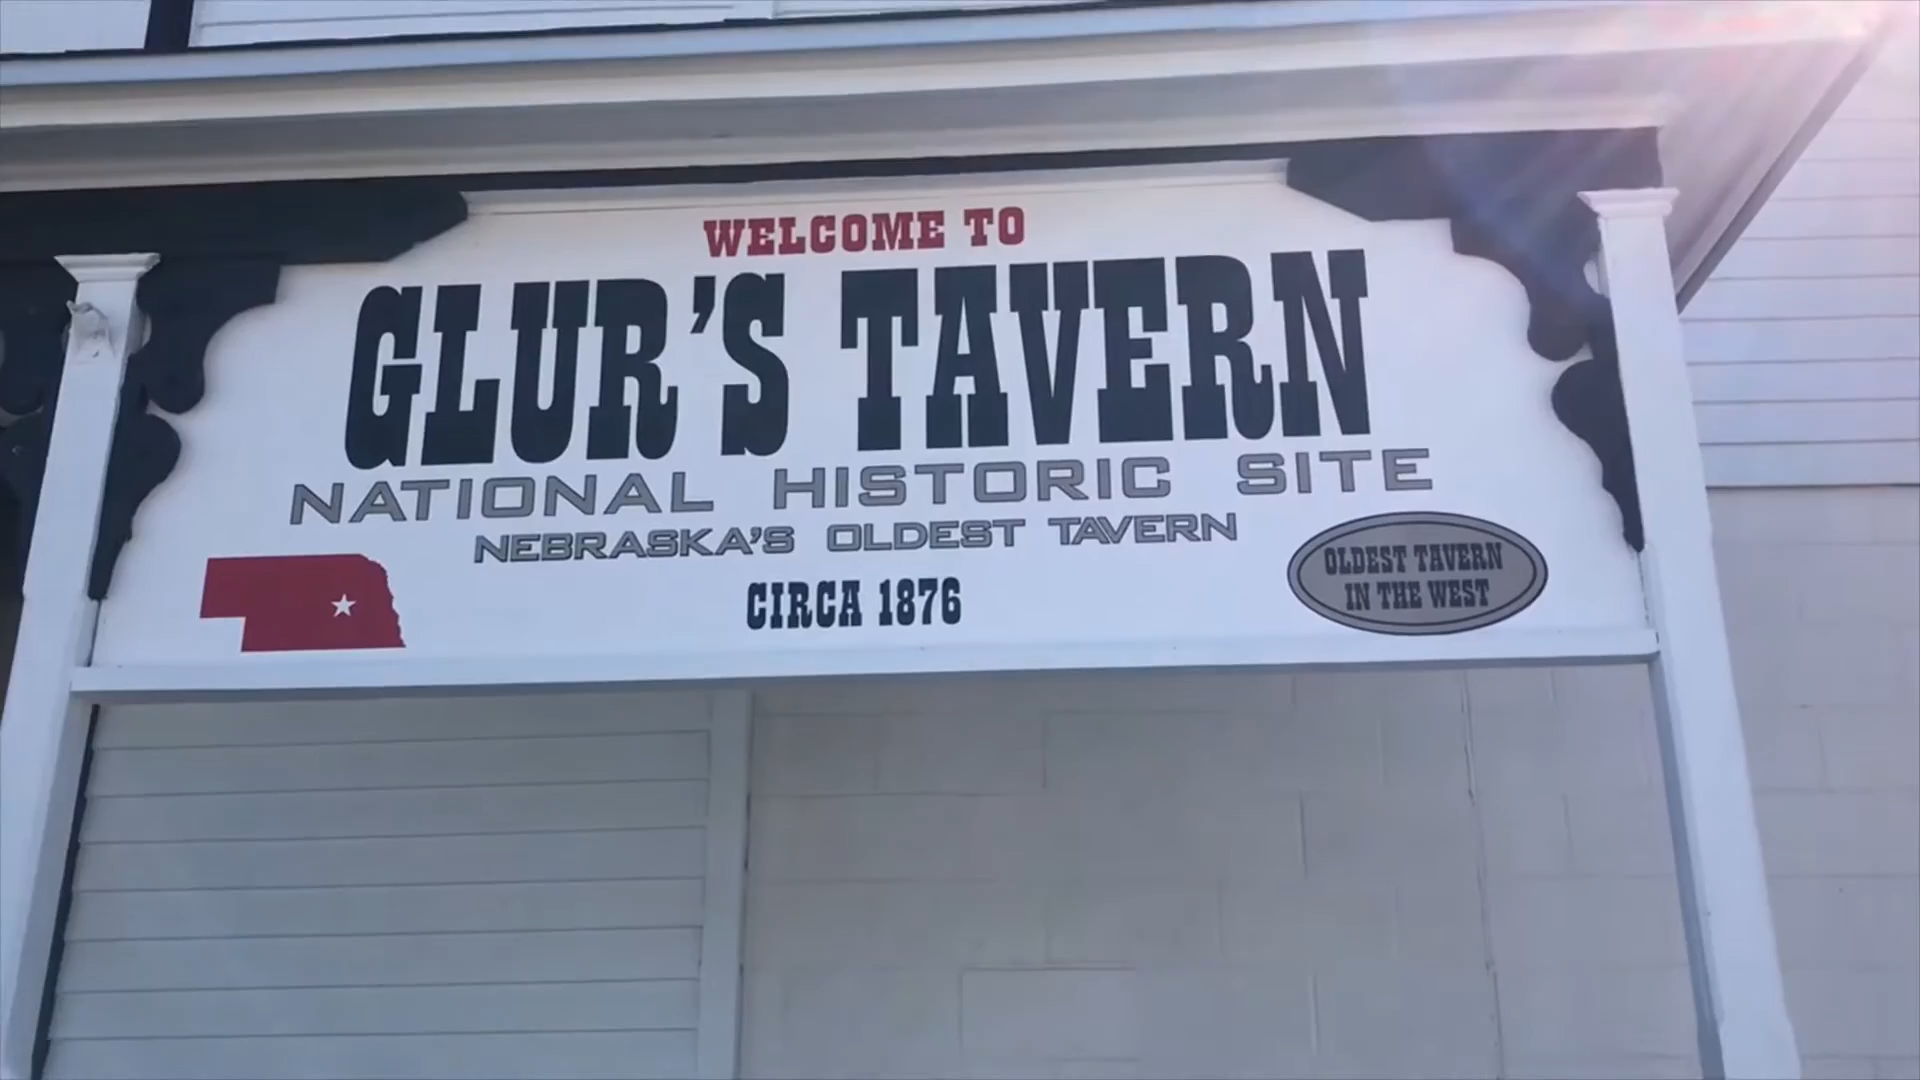 WELCOME TO
GLUR'S TAVERN
NATIONAL HISTORIC SITE
NEBRASKA'S OLDEST TAVERN
CIRCA 1876
OLDEST TAVERN
IN THE WEST